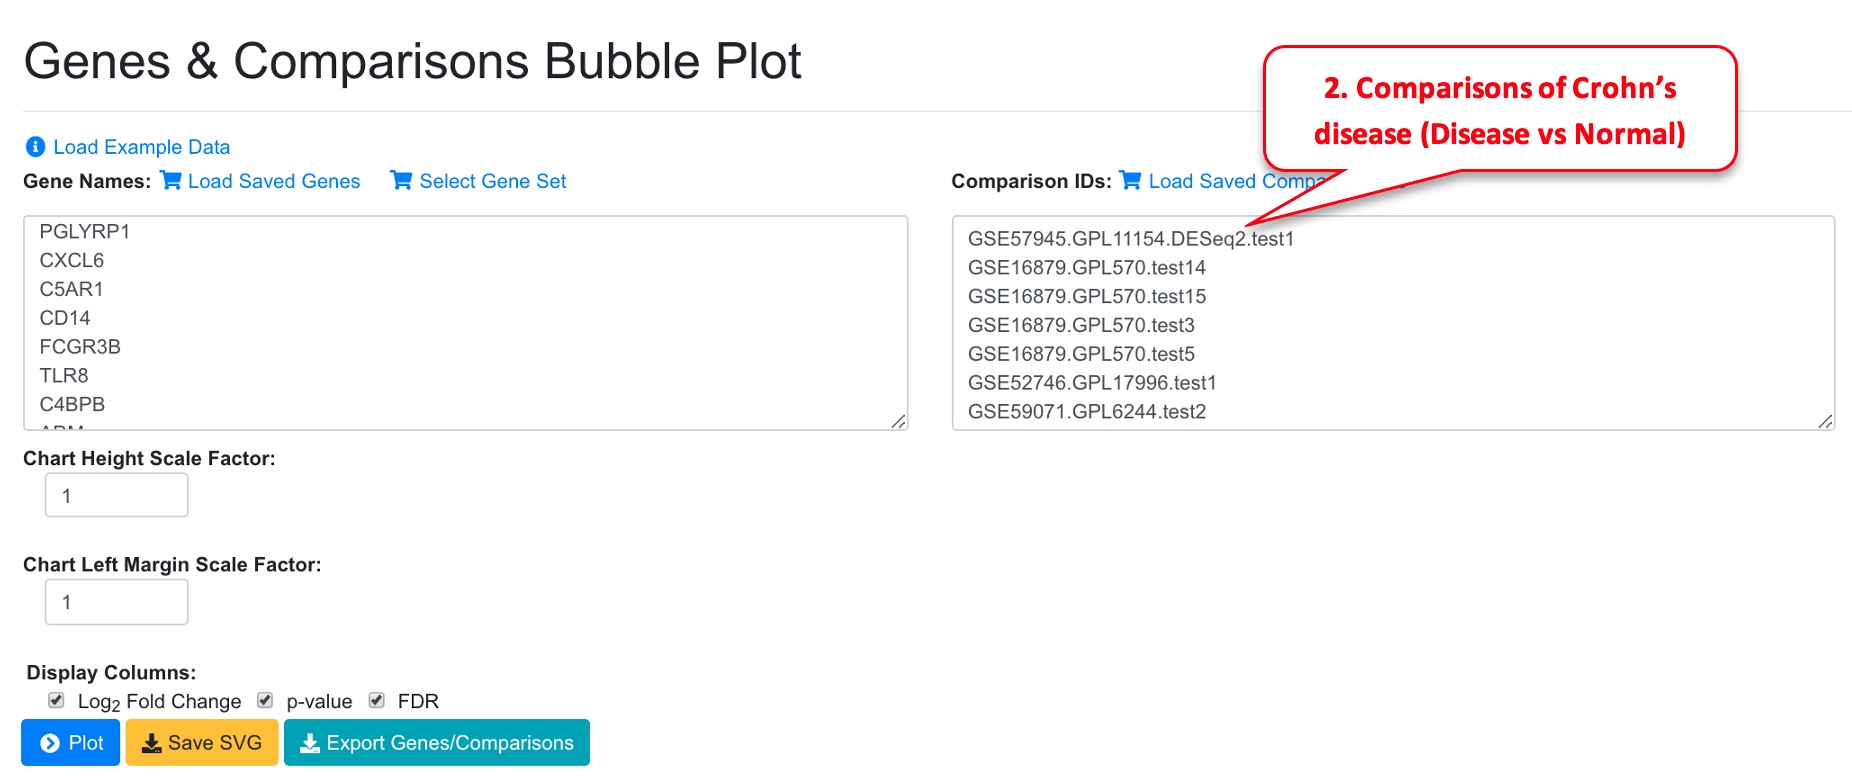 Genes & Comparisons Bubble Plot
2. Comparisons of Crohn’s
disease (Disease vs Normal)
Load Example Data
Gene Names: Load Saved Genes Select Gene Set
Comparison IDs: Load Saved
PGLYRP1
CXCL6
C5AR1
CD14
FCGR3B
TLR8
C4BPB
GSE57945.GPL11154.DESeq2.test1
GSE16879.GPL570.test14
GSE16879.GPL570.test15
GSE16879.GPL570.test3
GSE16879.GPL570.test5
GSE52746.GPL17996.test1
GSE59071.GPL6244.test2
Chart Height Scale Factor:
1
Chart Left Margin Scale Factor:
1
Display Columns:
Log₂ Fold Change p-value FDR
Plot Save SVG Export Genes/Comparisons